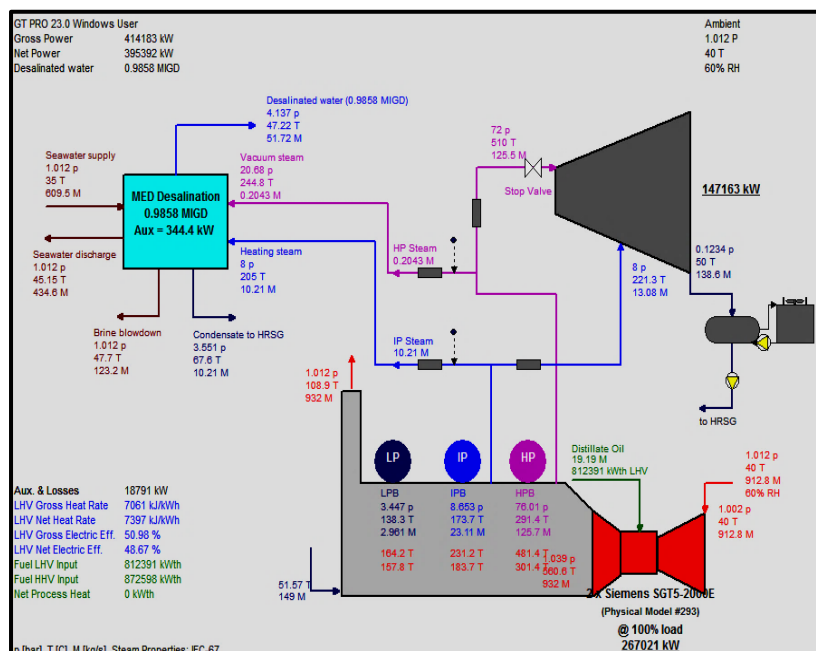 GT PRO 23.0 Windows User
Gross Power 414183 kW
Net Power 395392 kW
Desalinated water 0.9858 MIGD
Ambient
1.012 P
40 T
60% RH
Desalinated water (0.9858 MIGD)
4.137 p
47.22 T
51.72 M
Seawater supply
1.012 p
35 T
609.5 M
Vacuum steam
20.68 p
244.8 T
0.2043 M
72 p
510 T
125.5 M
Stop Valve
147163 kW
MED Desalination
0.9858 MIGD
Aux = 344.4 kW
HP Steam
0.2043 M
Seawater discharge
1.012 p
45.15 T
434.6 M
Heating steam
8 p
205 T
10.21 M
8 p
221.3 T
13.08 M
0.1234 p
50 T
138.6 M
Brine blowdown
1.012 p
47.7 T
123.2 M
Condensate to HRSG
3.551 p
67.6 T
10.21 M
IP Steam
10.21 M
1.012 p
108.9 T
932 M
to HRSG
LP
IP
HP
Distillate Oil
19.19 M
812391 kWth LHV
1.012 p
40 T
912.8 M
60% RH
1.002 p
40 T
912.8 M
LPB
3.447 p
138.3 T
2.961 M
IPB
8.653 p
173.7 T
23.11 M
HPB
76.01 p
291.4 T
125.7 M
164.2 T
157.8 T
231.2 T
183.7 T
481.4 T
301.4 T
1.039 p
560.6 T
932 M
51.57 T
149 M
Aux. & Losses 18791 kW
LHV Gross Heat Rate 7061 kJ/kWh
LHV Net Heat Rate 7397 kJ/kWh
LHV Gross Electric Eff. 50.98 %
LHV Net Electric Eff. 48.67 %
Fuel LHV Input 812391 kWth
Fuel HHV Input 872598 kWth
Net Process Heat 0 kWth
2 x Siemens SGT5-2000E
(Physical Model #293)
@ 100% load
267021 kW
p [bar], T [C], M [kg/s], Steam Properties: IFC-67